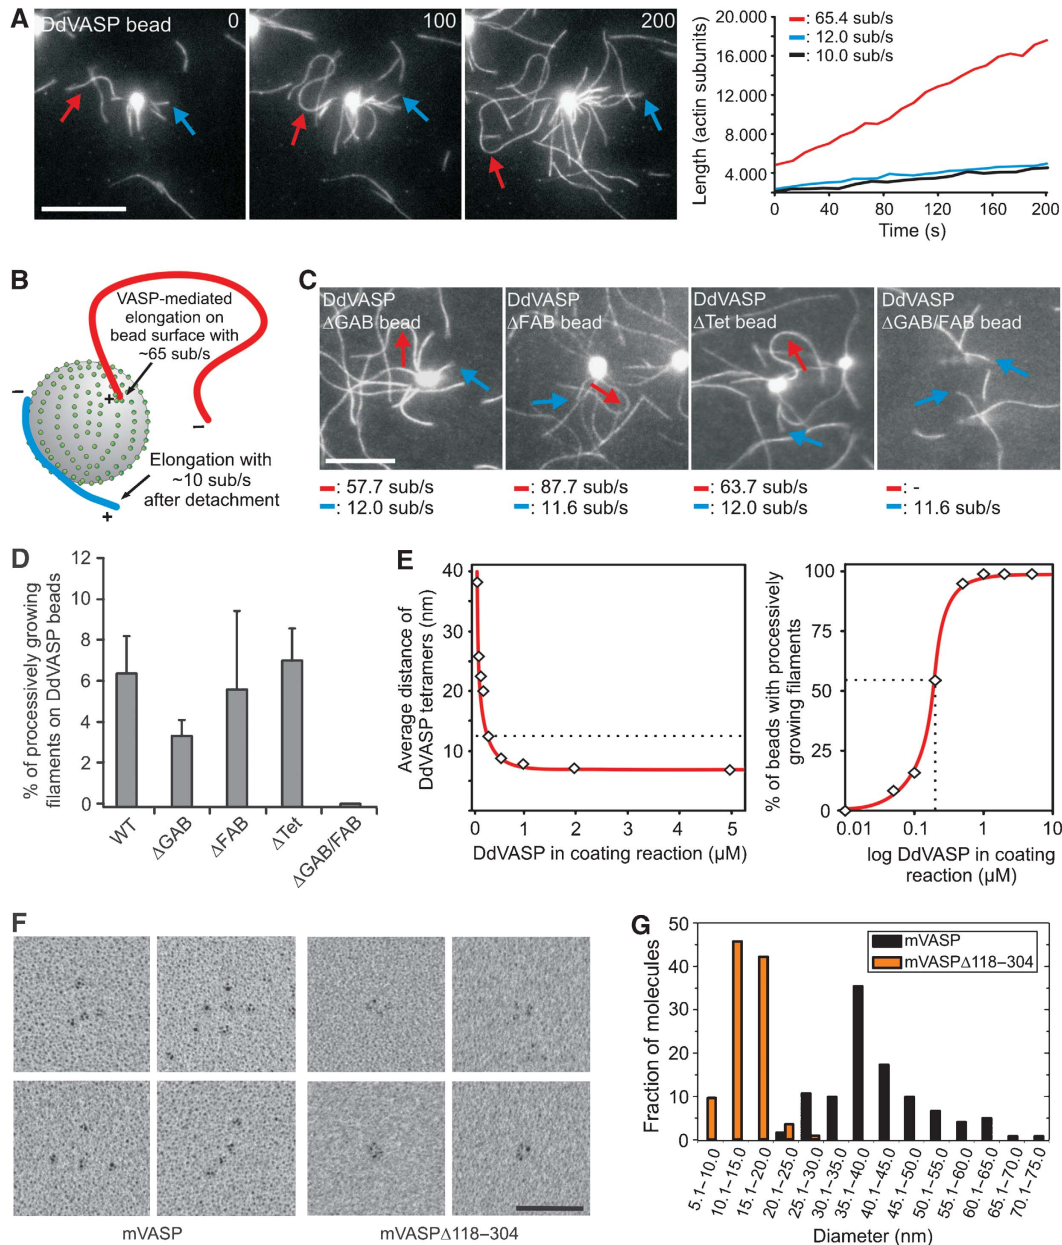 A
DdVASP bead
0
100
200
Length (actin subunits)
20.000
16.000
12.000
8.000
4.000
: 65.4 sub/s
: 12.0 sub/s
: 10.0 sub/s
0 40 80 120 160 200
Time (s)
B
VASP-mediated
elongation on
bead surface with
~65 sub/s
+
−
−
Elongation with
~10 sub/s
after detachment
+
C
DdVASP
ΔGAB bead
DdVASP
ΔFAB bead
DdVASP
ΔTet bead
DdVASP
ΔGAB/FAB bead
: 57.7 sub/s
: 12.0 sub/s
: 87.7 sub/s
: 11.6 sub/s
: 63.7 sub/s
: 12.0 sub/s
: -
: 11.6 sub/s
D
% of processively growing
filaments on DdVASP beads
12
10
8
6
4
2
0
WT
ΔGAB
ΔFAB
ΔTet
ΔGAB/FAB
E
Average distance of
DdVASP tetramers (nm)
40
30
20
10
0 1 2 3 4 5
DdVASP in coating reaction (µM)
% of beads with processively
growing filaments
100
75
50
25
0
0.01 0.1 1 10
log DdVASP in coating
reaction (µM)
F
mVASP
mVASPΔ118–304
G
Fraction of molecules
50
40
30
20
10
0
mVASP
mVASPΔ118–304
5.1–10.0
10.1–15.0
15.1–20.0
20.1–25.0
25.1–30.0
30.1–35.0
35.1–40.0
40.1–45.0
45.1–50.0
50.1–55.0
55.1–60.0
60.1–65.0
65.1–70.0
70.1–75.0
Diameter (nm)